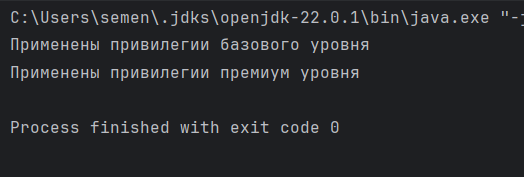 C:\Users\semen\.jdks\openjdk-22.0.1\bin\java.exe "-j
Применены привилегии базового уровня
Применены привилегии премиум уровня
Process finished with exit code 0